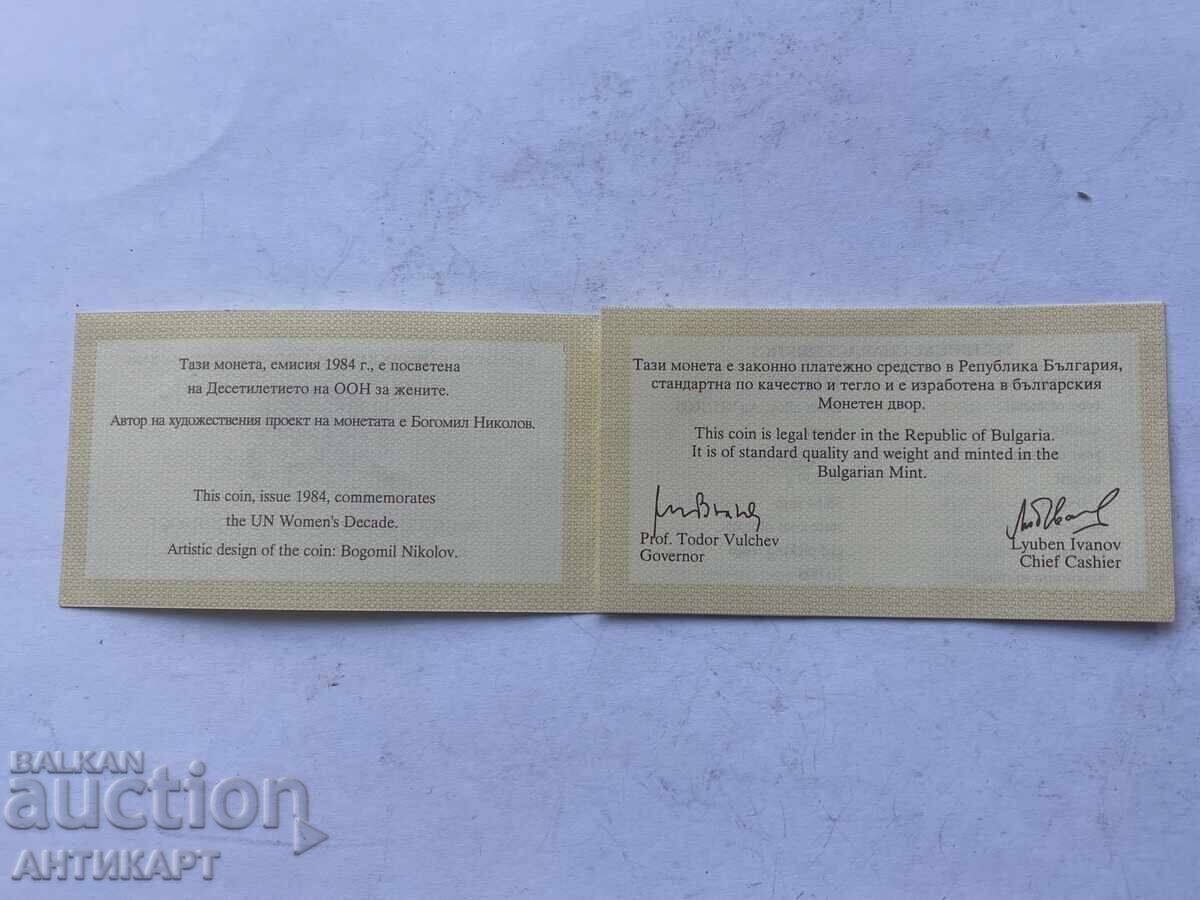 Тази монета, емисия 1984 г., е посветена
на Десетилетието на ООН за жените.
Автор на художествения проект на монетата е Богомил Николов.
This coin, issue 1984, commemorates
the UN Women's Decade.
Artistic design of the coin: Bogomil Nikolov.
Тази монета е законно платежно средство в Република България,
стандартна по качество и тегло и е изработена в българския
Монетен двор.
This coin is legal tender in the Republic of Bulgaria.
It is of standard quality and weight and minted in the
Bulgarian Mint.
Prof. Todor Vulchev
Governor
Lyuben Ivanov
Chief Cashier
BALKAN
auction
АНТИКАРТ